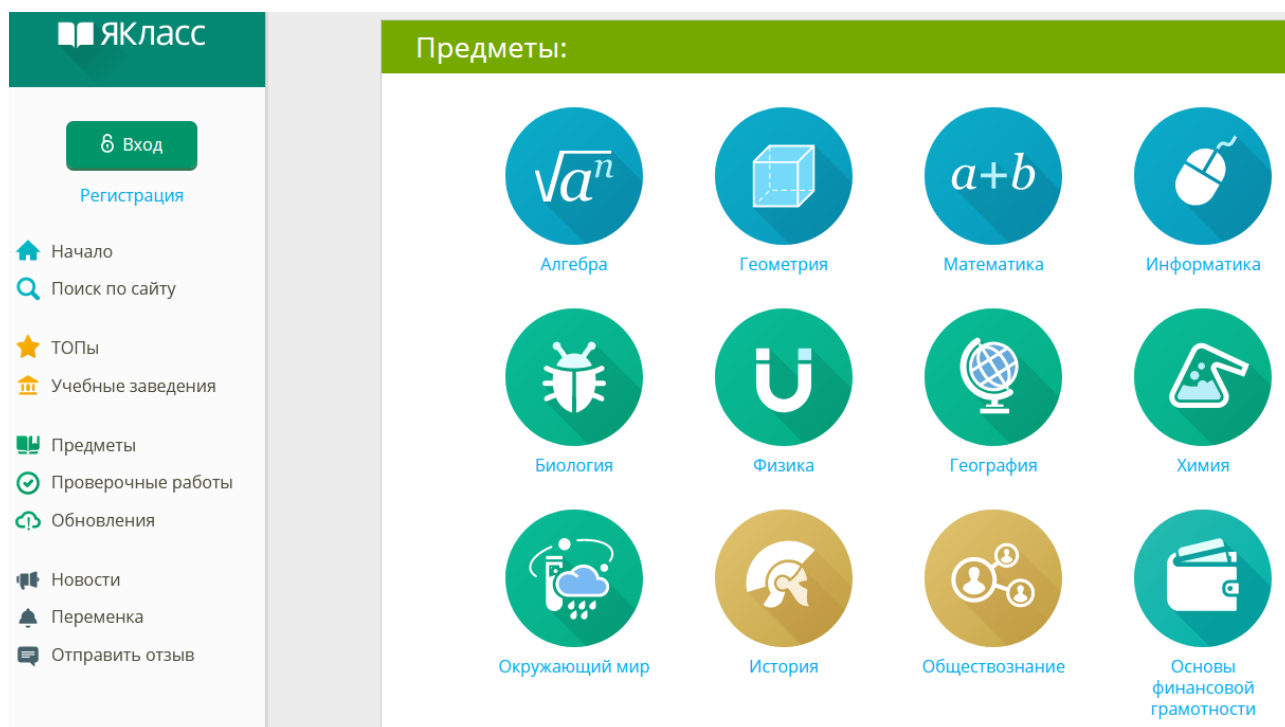 ЯКласс
Вход
Регистрация
Начало
Поиск по сайту
ТОПы
Учебные заведения
Предметы
Проверочные работы
Обновления
Новости
Переменка
Отправить отзыв
Предметы:
√aⁿ
a+b
Алгебра
Геометрия
Математика
Информатика
Биология
Физика
География
Химия
Окружающий мир
История
Обществознание
Основы
финансовой
грамотности